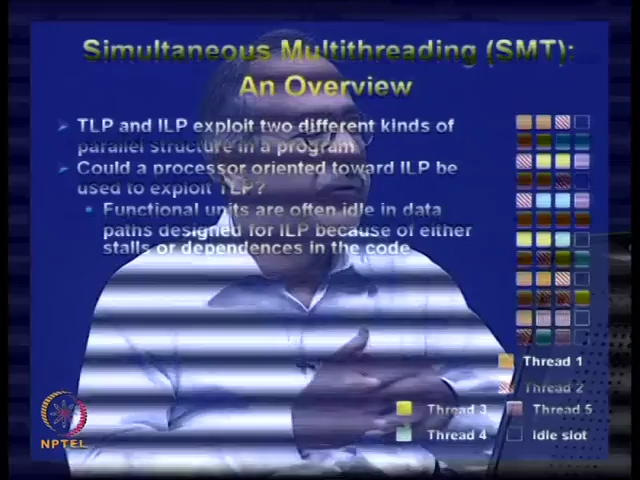 Simultaneous Multithreading (SMT):
An Overview
TLP and ILP exploit two different kinds of
parallel structure in a program
Could a processor oriented toward ILP be
used to exploit TLP?
Functional units are often idle in data
paths designed for ILP because of either
stalls or dependences in the code
Thread 1
Thread 2
Thread 3
Thread 5
Thread 4
Idle slot
NPTEL